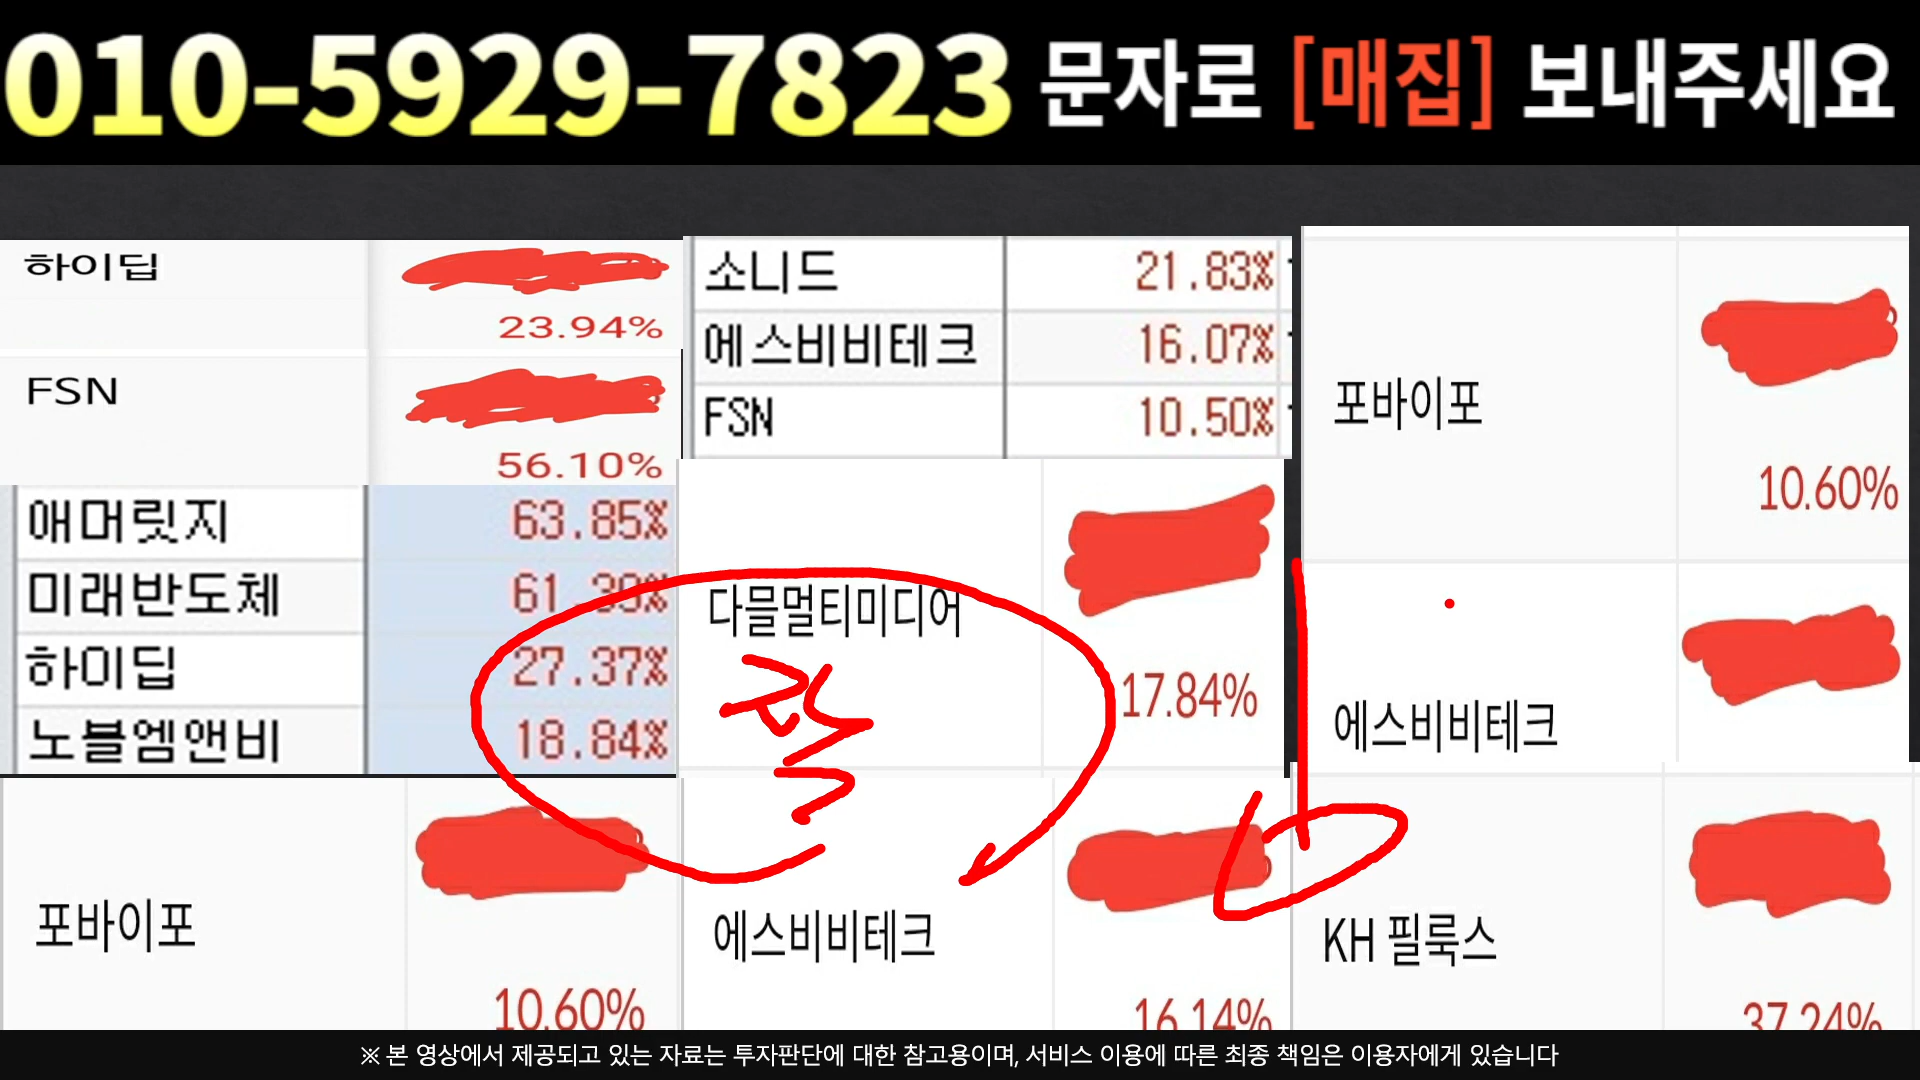 010-5929-7823 문자로 [매집] 보내주세요
하이딥
23.94%
FSN
56.10%
애머릿지 63.85%
미래반도체 61.39%
하이딥 27.37%
노블엠앤비 18.84%
소니드 21.83%
에스비비테크 16.07%
FSN 10.50%
다믈멀티미디어
17.84%
포바이포
10.60%
에스비비테크
포바이포
10.60%
에스비비테크
16.14%
KH 필룩스
37.24%
※ 본 영상에서 제공되고 있는 자료는 투자판단에 대한 참고용이며, 서비스 이용에 따른 최종 책임은 이용자에게 있습니다